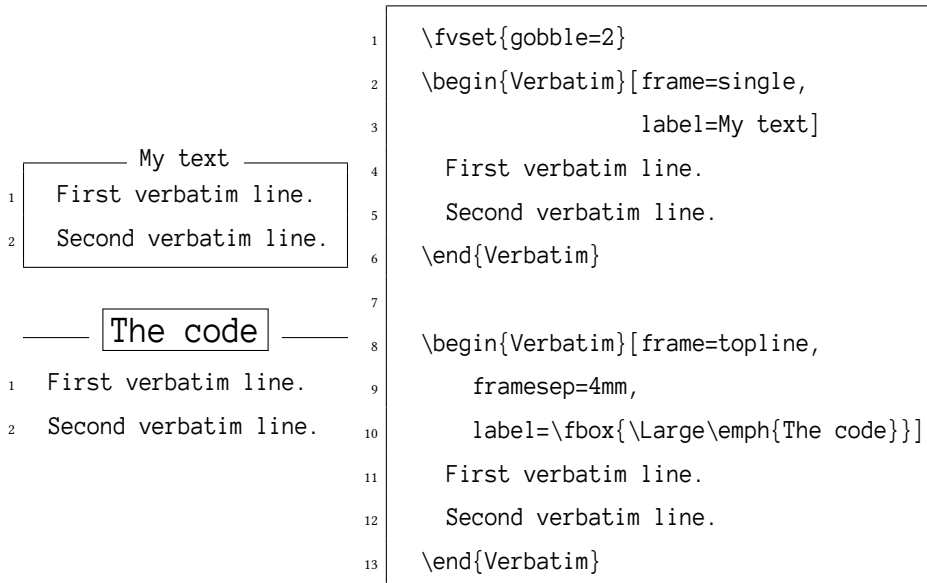 My text
1 First verbatim line.
2 Second verbatim line.
The code
1 First verbatim line.
2 Second verbatim line.
1 \fvset{gobble=2}
2 \begin{Verbatim}[frame=single,
3 label=My text]
4 First verbatim line.
5 Second verbatim line.
6 \end{Verbatim}
7
8 \begin{Verbatim}[frame=topline,
9 framesep=4mm,
10 label=\fbox{\Large\emph{The code}}]
11 First verbatim line.
12 Second verbatim line.
13 \end{Verbatim}